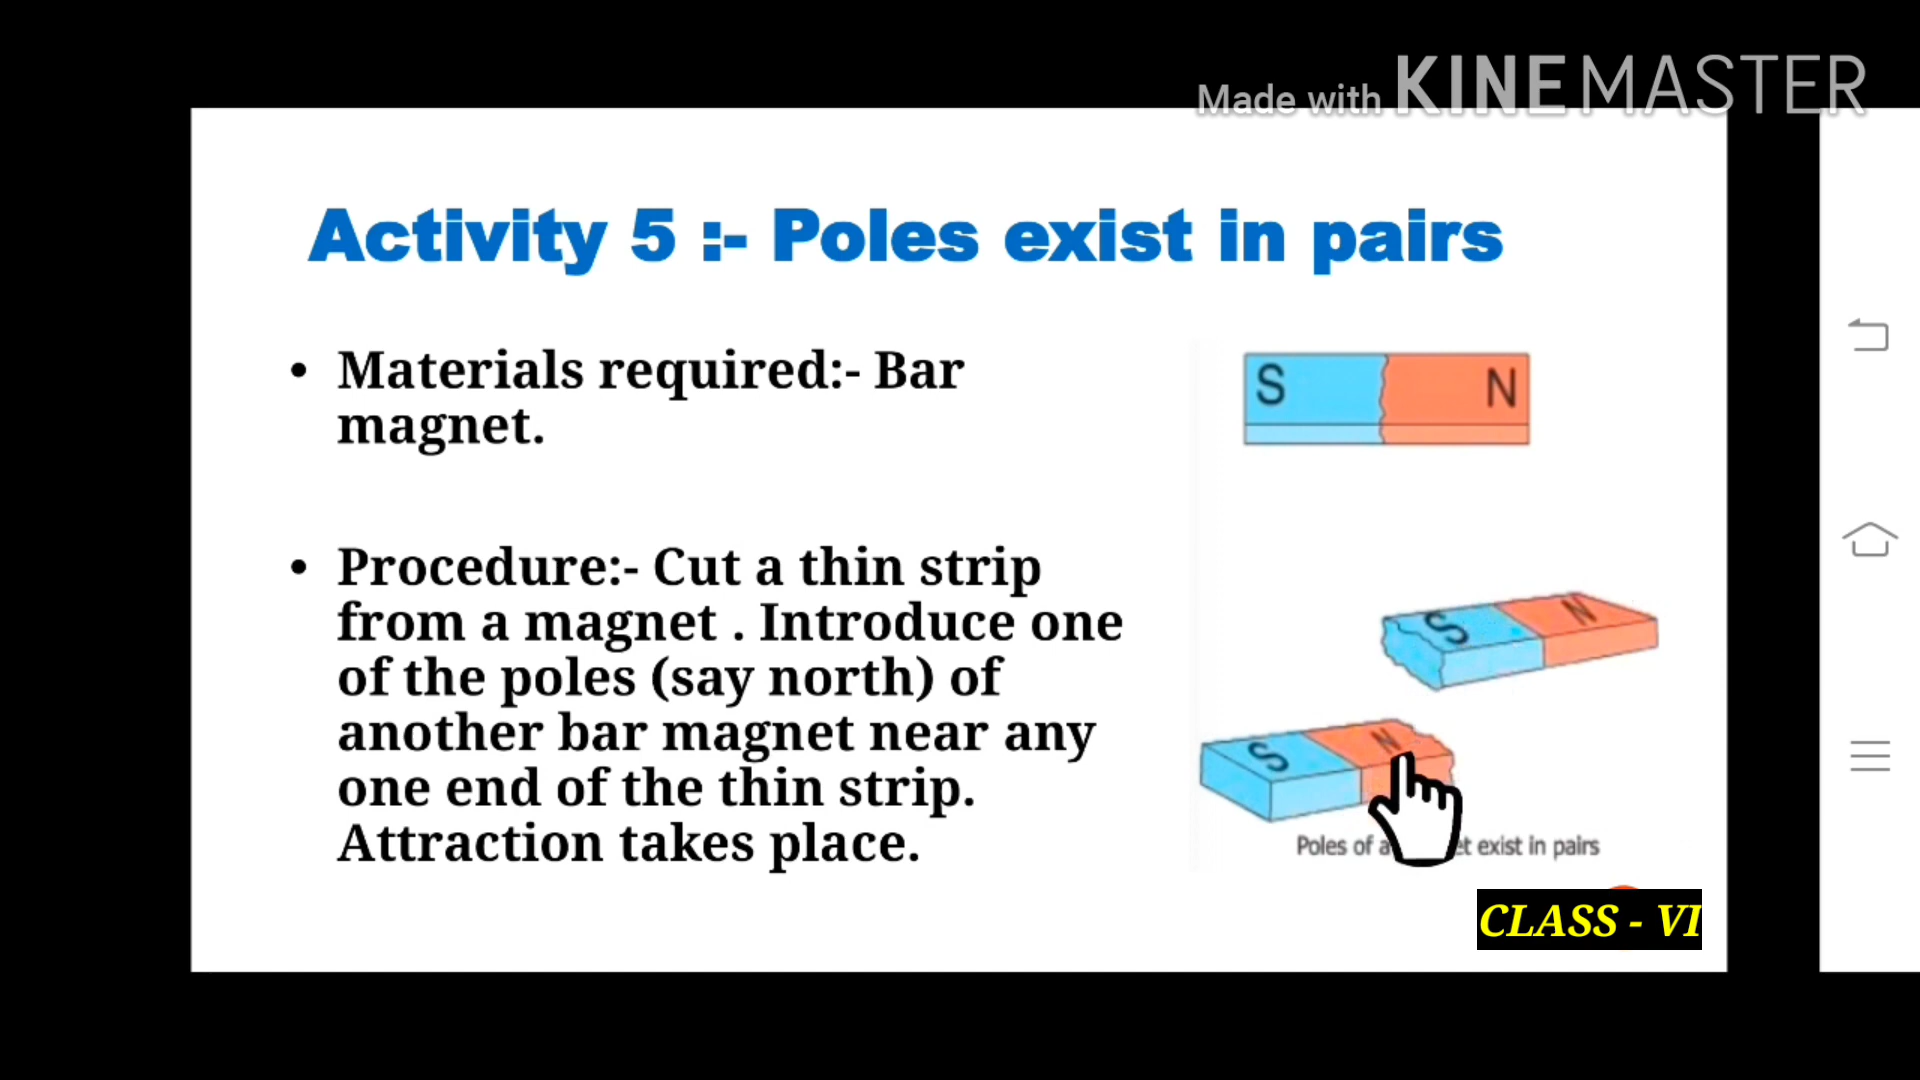 Made with KINEMASTER
Activity 5 :- Poles exist in pairs
• Materials required:- Bar
magnet.
S N
• Procedure:- Cut a thin strip
from a magnet . Introduce one
of the poles (say north) of
another bar magnet near any
one end of the thin strip.
Attraction takes place.
S N
S N
Poles of a exist in pairs
CLASS - VI